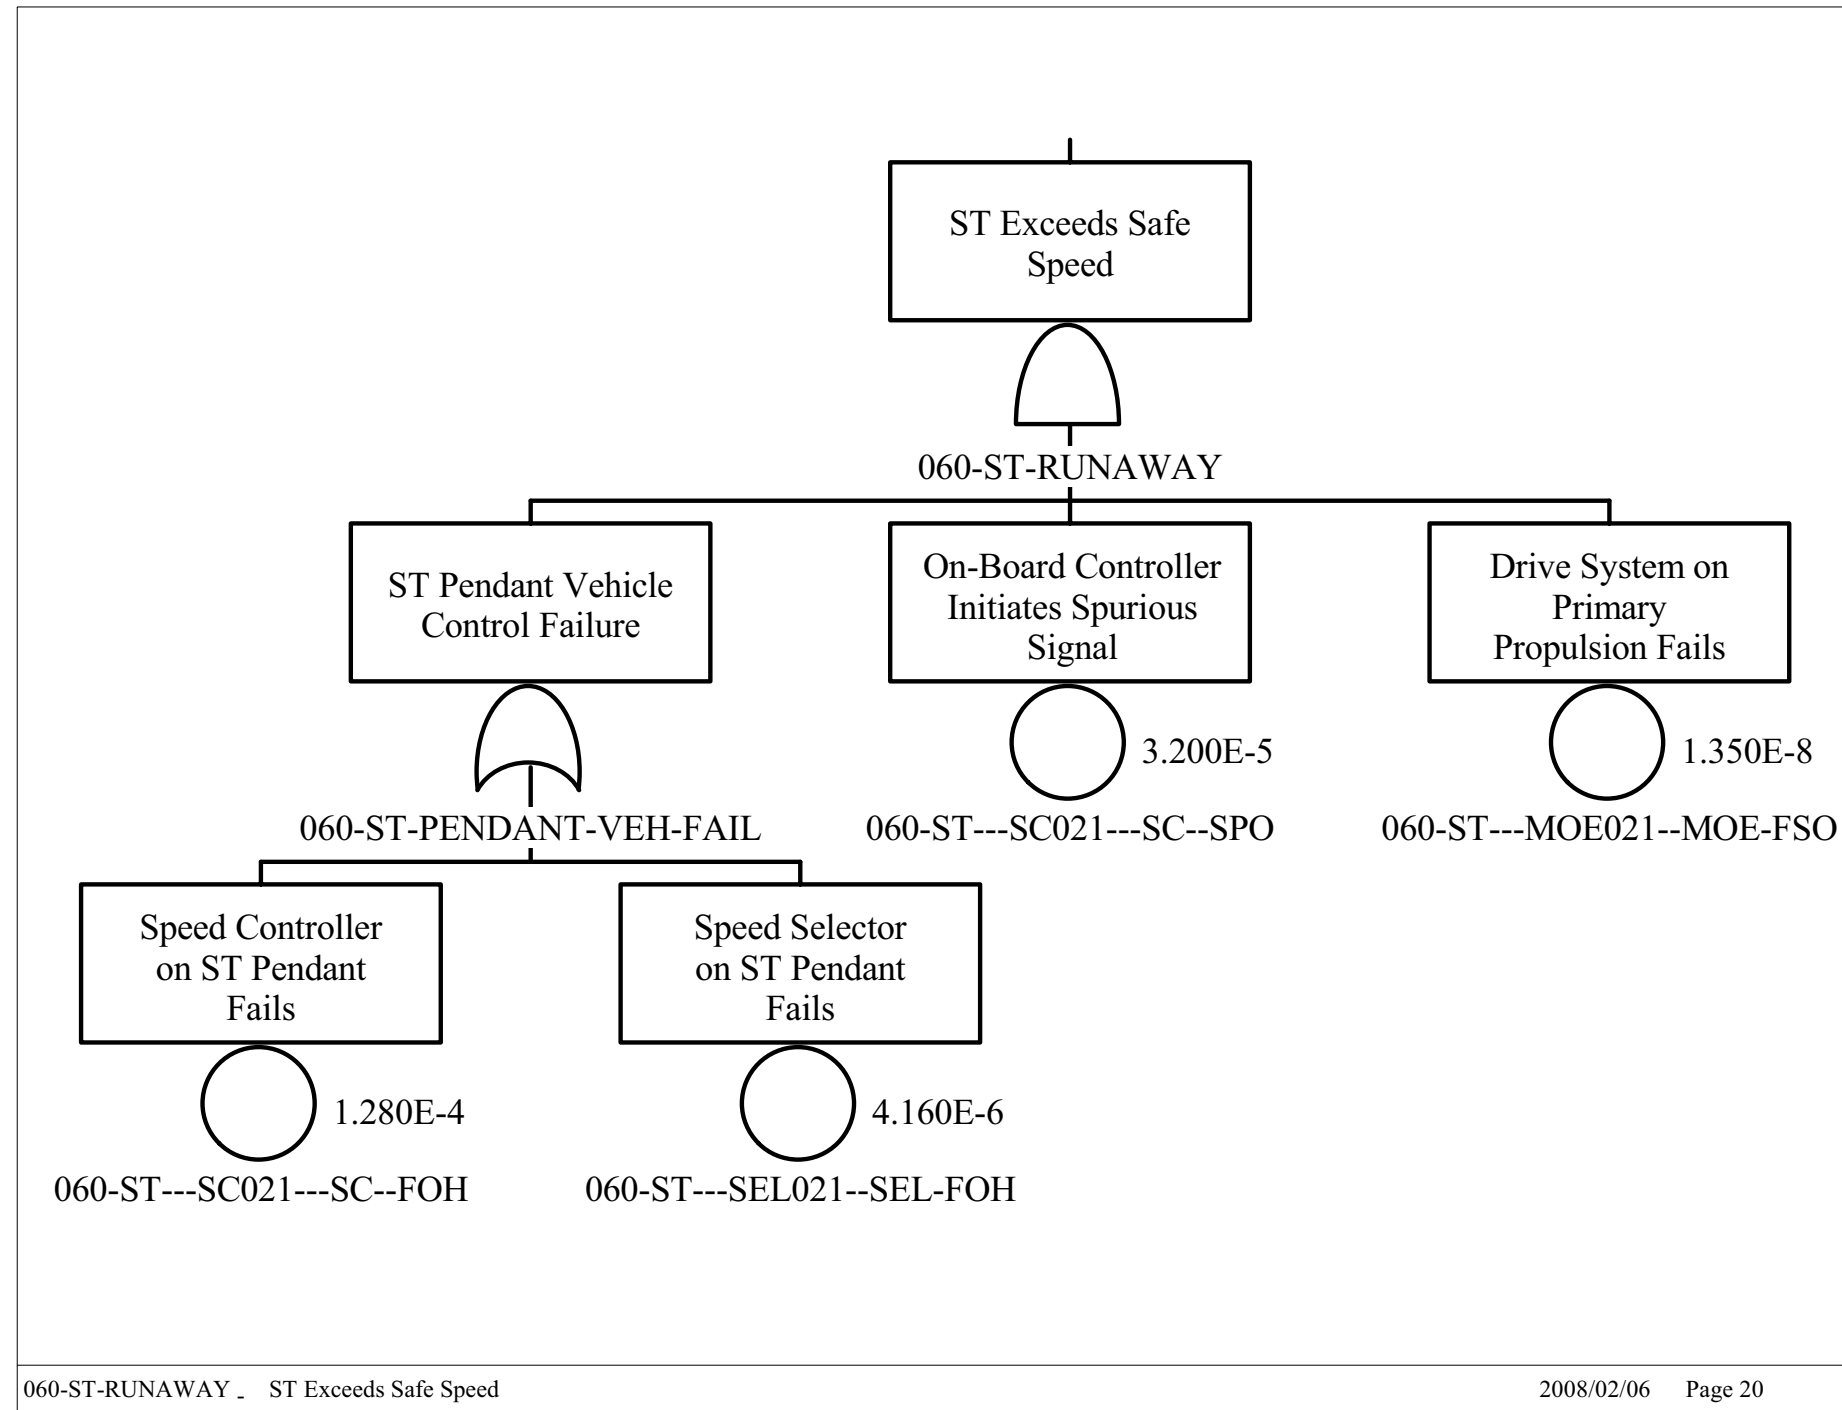 ST Exceeds Safe
Speed
060-ST-RUNAWAY
ST Pendant Vehicle
Control Failure
On-Board Controller
Initiates Spurious
Signal
Drive System on
Primary
Propulsion Fails
3.200E-5
1.350E-8
060-ST-PENDANT-VEH-FAIL
060-ST---SC021---SC--SPO
060-ST---MOE021--MOE-FSO
Speed Controller
on ST Pendant
Fails
Speed Selector
on ST Pendant
Fails
1.280E-4
4.160E-6
060-ST---SC021---SC--FOH
060-ST---SEL021--SEL-FOH
060-ST-RUNAWAY - ST Exceeds Safe Speed
2008/02/06 Page 20